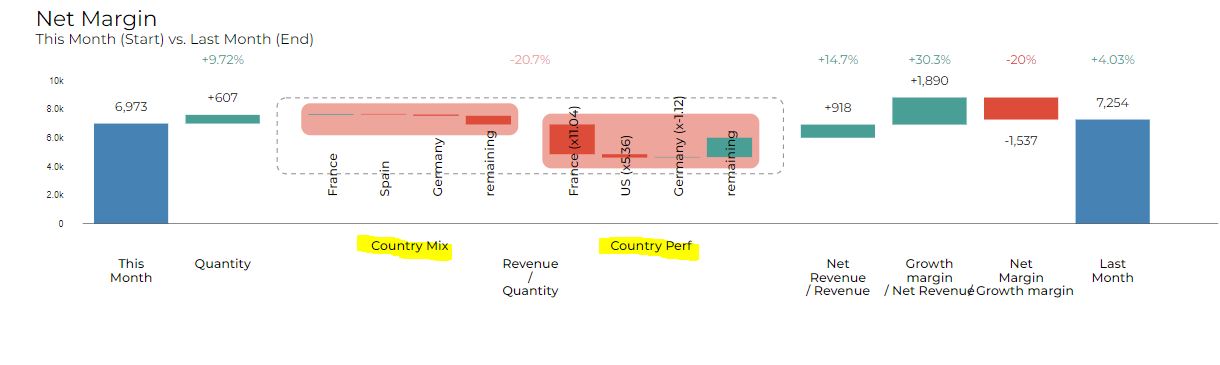 Net Margin
This Month (Start) vs. Last Month (End)
+9.72%
-20.7%
+14.7%
+30.3%
-20%
+4.03%
10k
8.0k
6.0k
4.0k
2.0k
0
6,973
+607
+918
+1,890
-1,537
7,254
France
Spain
Germany
remaining
France (x11.04)
US (x5.36)
Germany (x-1.12)
remaining
Country Mix
Country Perf
This
Month
Quantity
Revenue
/
Quantity
Net
Revenue
/ Revenue
Growth
margin
/ Net Revenue
Net
Margin
/ Growth margin
Last
Month